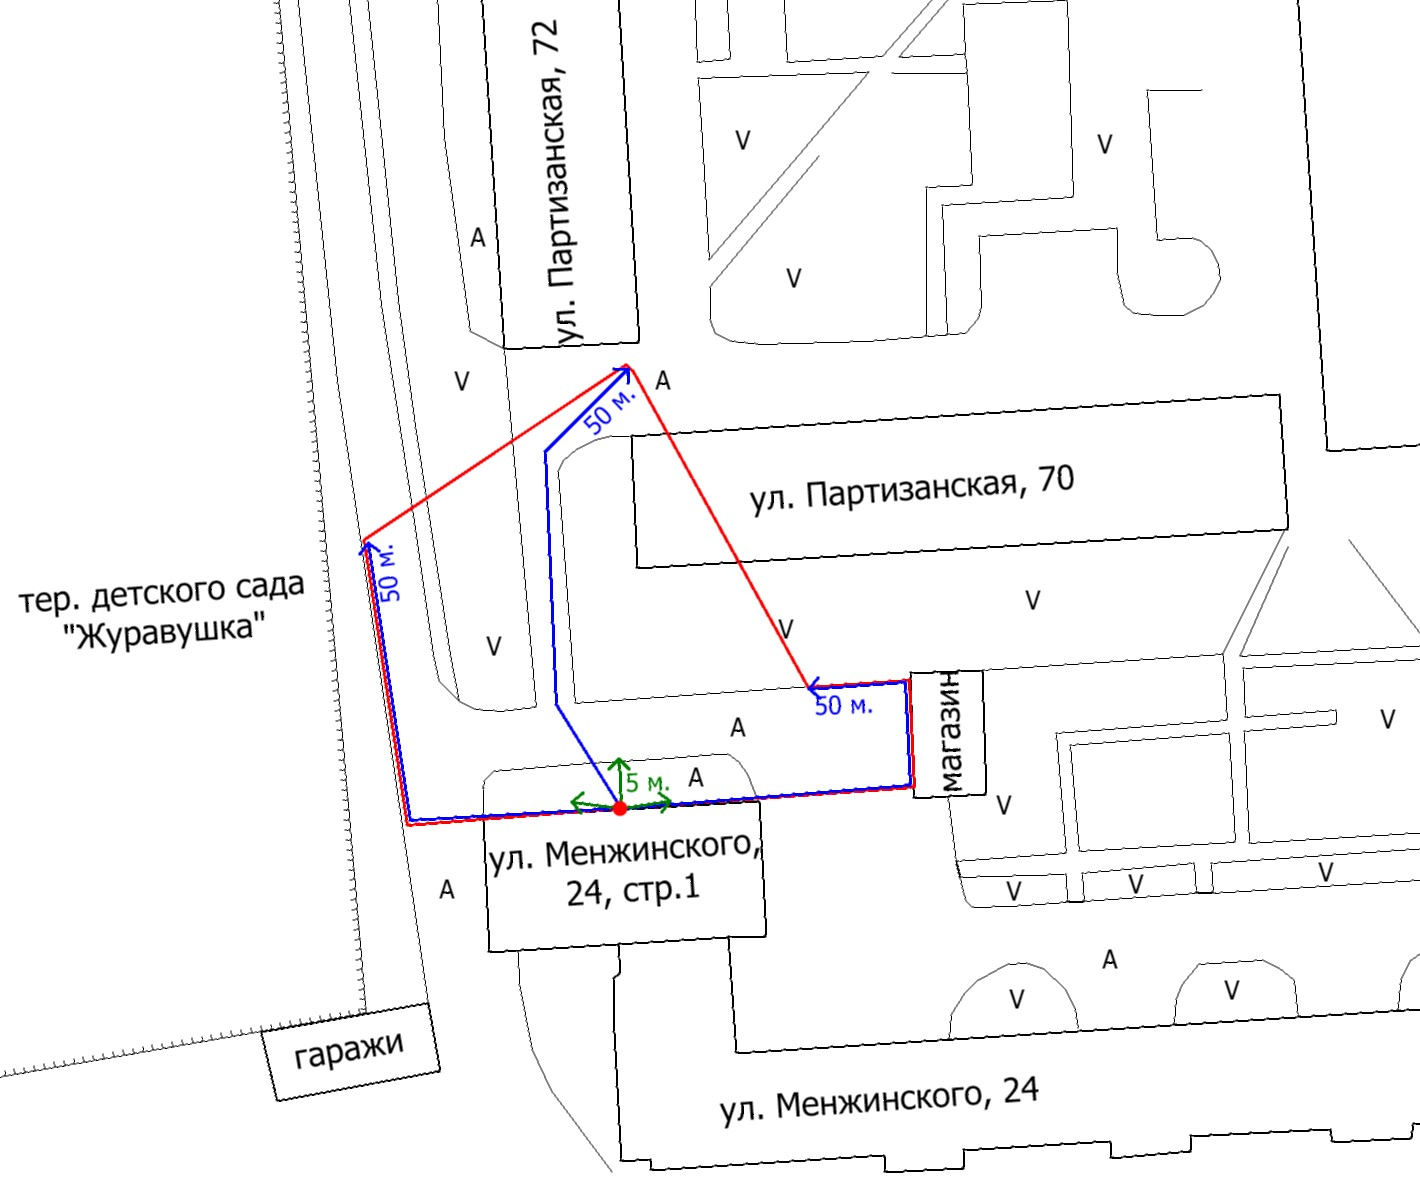 ул. Партизанская, 72
V
V
A
V
V
A
50 м.
ул. Партизанская, 70
50 м.
тер. детского сада
"Журавушка"
V
V
V
50 м.
магазин
A
V
5 м.
A
V
ул. Менжинского,
24, стр.1
A
V
V
V
A
V
V
гаражи
ул. Менжинского, 24